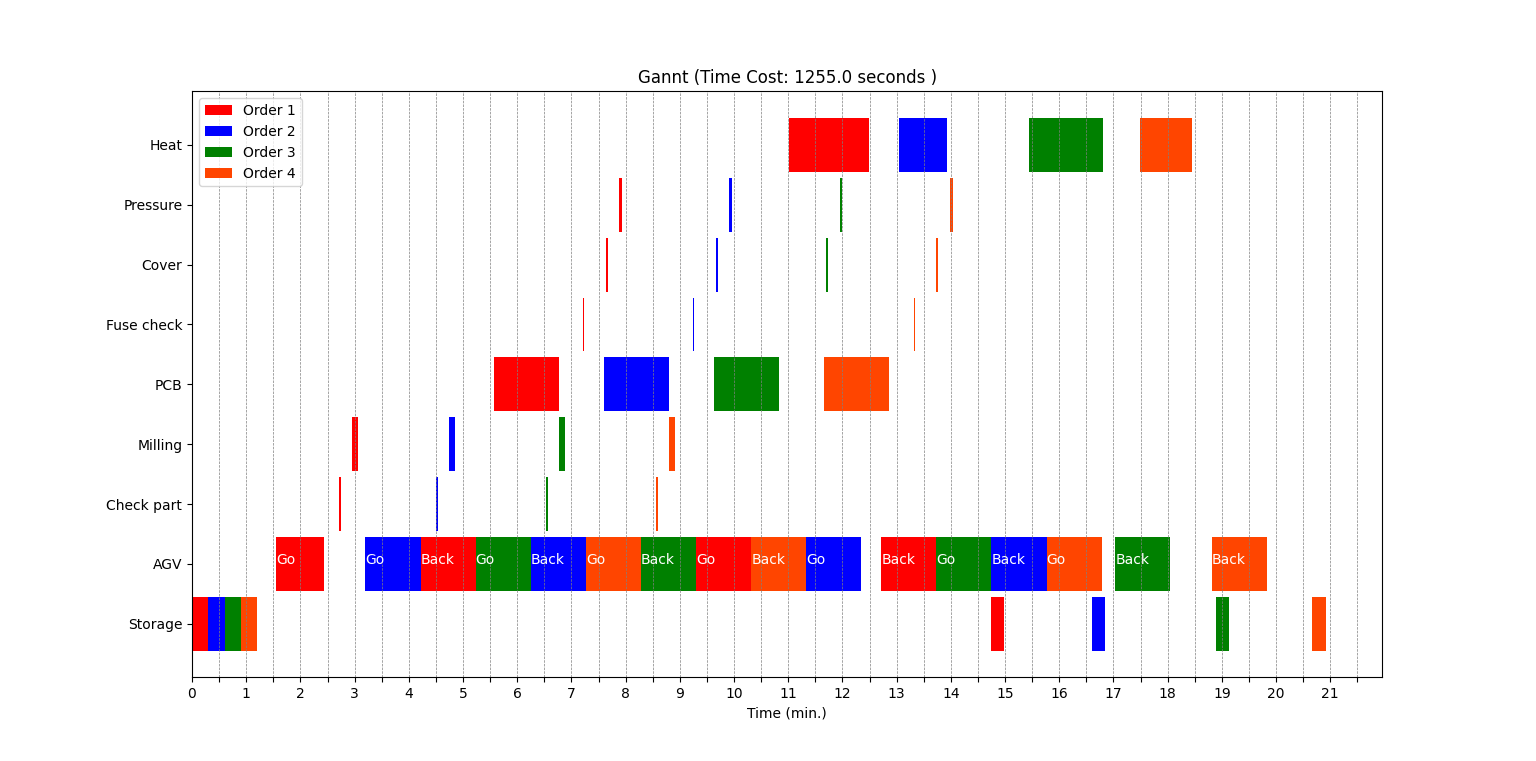 Gannt (Time Cost: 1255.0 seconds )
Order 1
Order 2
Order 3
Order 4
Heat
Pressure
Cover
Fuse check
PCB
Milling
Check part
AGV
Go Go Back Go Back Go Back Go Back Go Back Go Back Go Back Back
Storage
0 1 2 3 4 5 6 7 8 9 10 11 12 13 14 15 16 17 18 19 20 21
Time (min.)